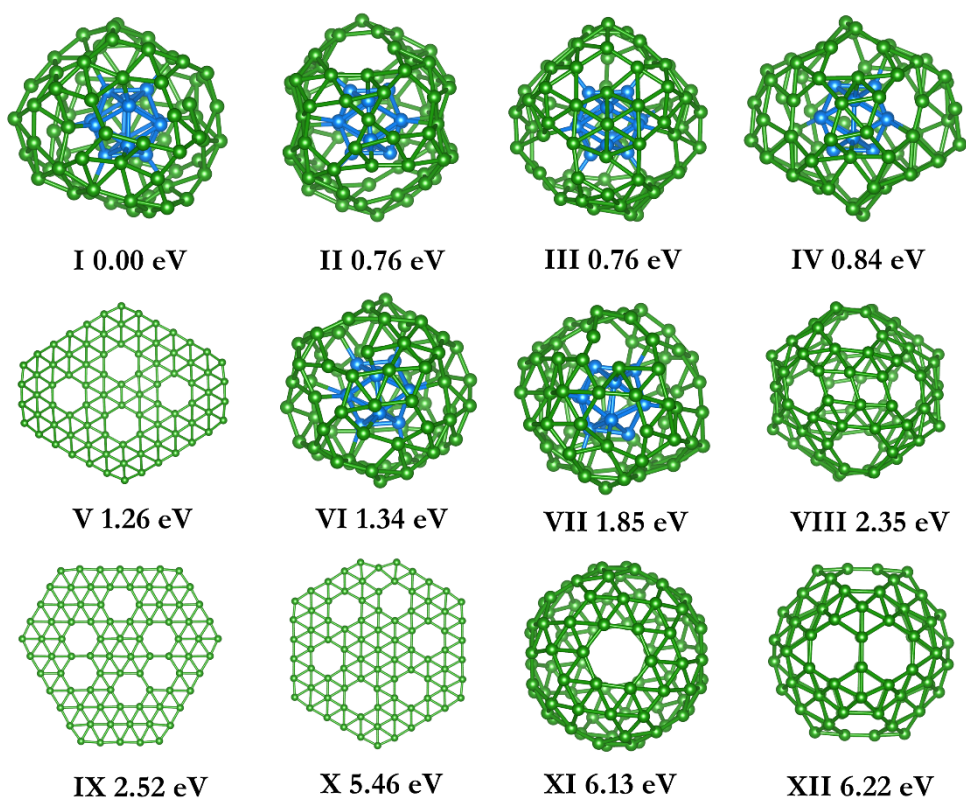 I 0.00 eV
II 0.76 eV
III 0.76 eV
IV 0.84 eV
V 1.26 eV
VI 1.34 eV
VII 1.85 eV
VIII 2.35 eV
IX 2.52 eV
X 5.46 eV
XI 6.13 eV
XII 6.22 eV